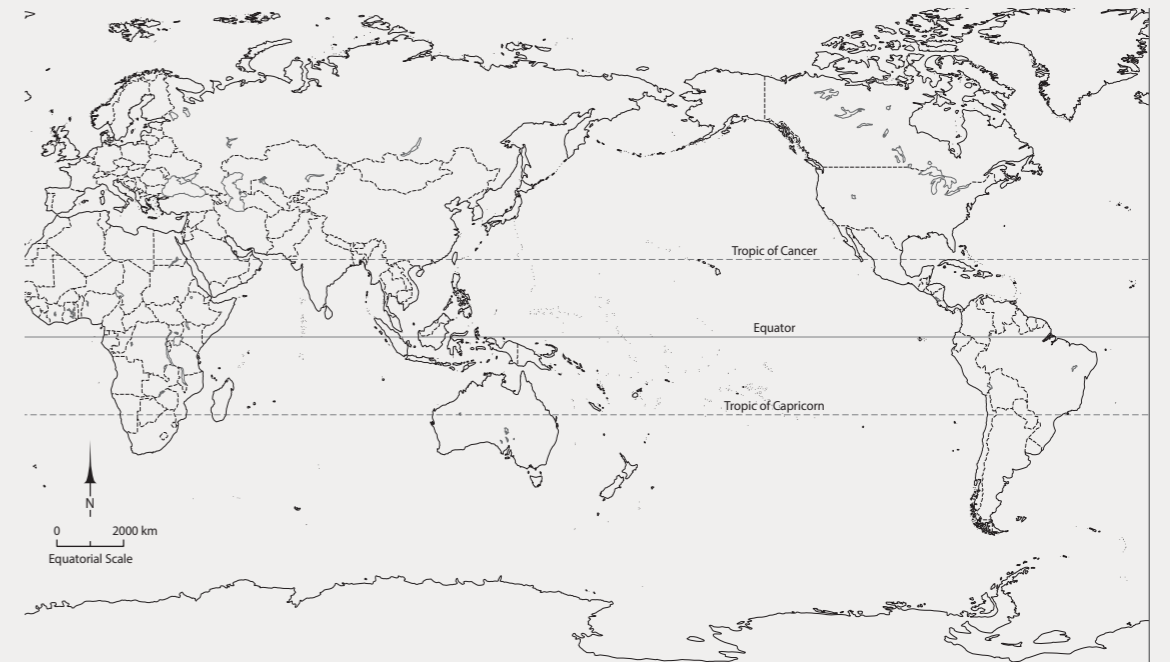 Tropic of Cancer
Equator
Tropic of Capricorn
N
0 2000 km
Equatorial Scale